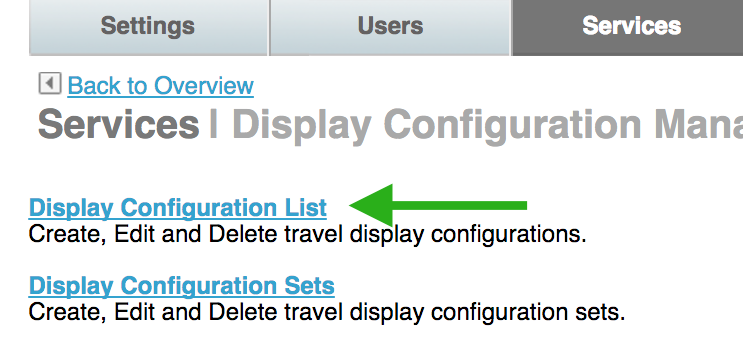 Settings Users Services
Back to Overview
Services | Display Configuration Mana
Display Configuration List
Create, Edit and Delete travel display configurations.
Display Configuration Sets
Create, Edit and Delete travel display configuration sets.